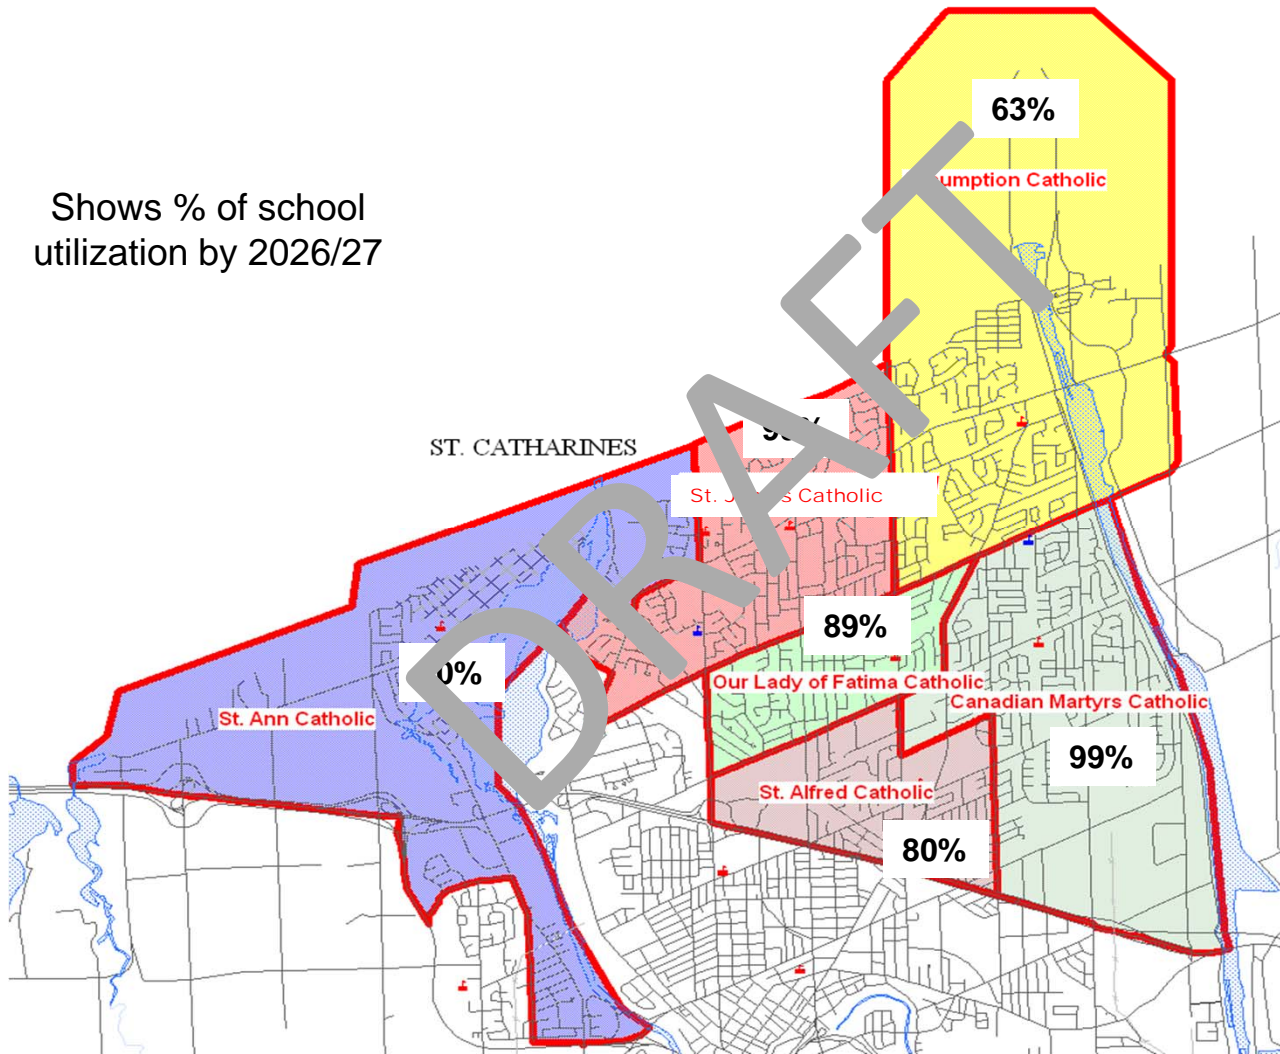 63%
umption Catholic
Shows % of school
utilization by 2026/27
ST. CATHARINES
St. Catholic
89%
0%
Our Lady of Fatima Catholic
Canadian Martyrs Catholic
St. Ann Catholic
99%
St. Alfred Catholic
80%
DRAFT